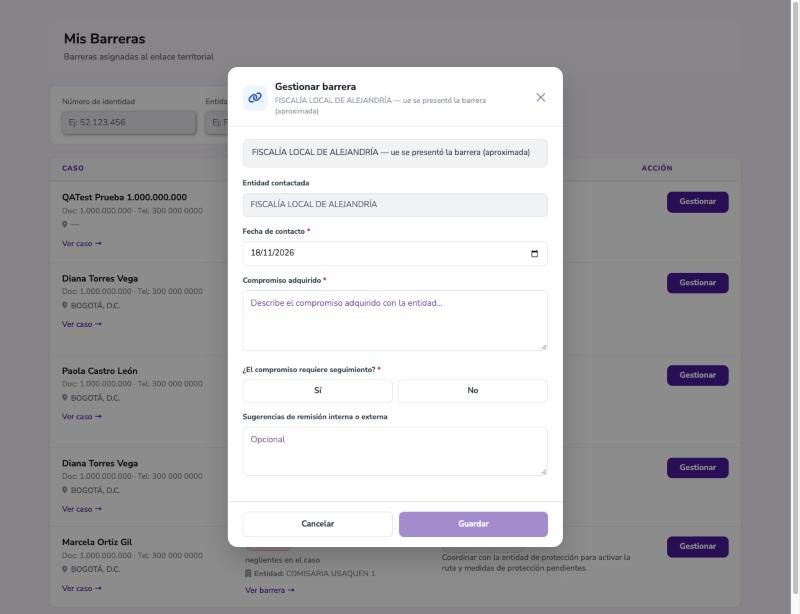 Mis Barreras
Barreras asignadas al enlace territorial
Número de identidad
Entida
Ej: 52.123.456
Ej: F
CASO
ACCIÓN
QATest Prueba 1.000.000.000
Doc: 1.000.000.000 · Tel: 300 000 0000
—
Ver caso →
Gestionar
Diana Torres Vega
Doc: 1.000.000.000 · Tel: 300 000 0000
BOGOTÁ, D.C.
Ver caso →
Gestionar
Paola Castro León
Doc: 1.000.000.000 · Tel: 300 000 0000
BOGOTÁ, D.C.
Ver caso →
Gestionar
Diana Torres Vega
Doc: 1.000.000.000 · Tel: 300 000 0000
BOGOTÁ, D.C.
Ver caso →
Gestionar
Marcela Ortiz Gil
Doc: 1.000.000.000 · Tel: 300 000 0000
BOGOTÁ, D.C.
Ver caso →
neglientes en el caso
Entidad: COMISARIA USAQUEN 1
Ver barrera →
Coordinar con la entidad de protección para activar la
ruta y medidas de protección pendientes.
Gestionar
Gestionar barrera
FISCALÍA LOCAL DE ALEJANDRÍA — ue se presentó la barrera
(aproximada)
FISCALÍA LOCAL DE ALEJANDRÍA — ue se presentó la barrera (aproximada)
Entidad contactada
FISCALÍA LOCAL DE ALEJANDRÍA
Fecha de contacto *
18/11/2026
Compromiso adquirido *
Describe el compromiso adquirido con la entidad...
¿El compromiso requiere seguimiento? *
Sí
No
Sugerencias de remisión interna o externa
Opcional
Cancelar
Guardar